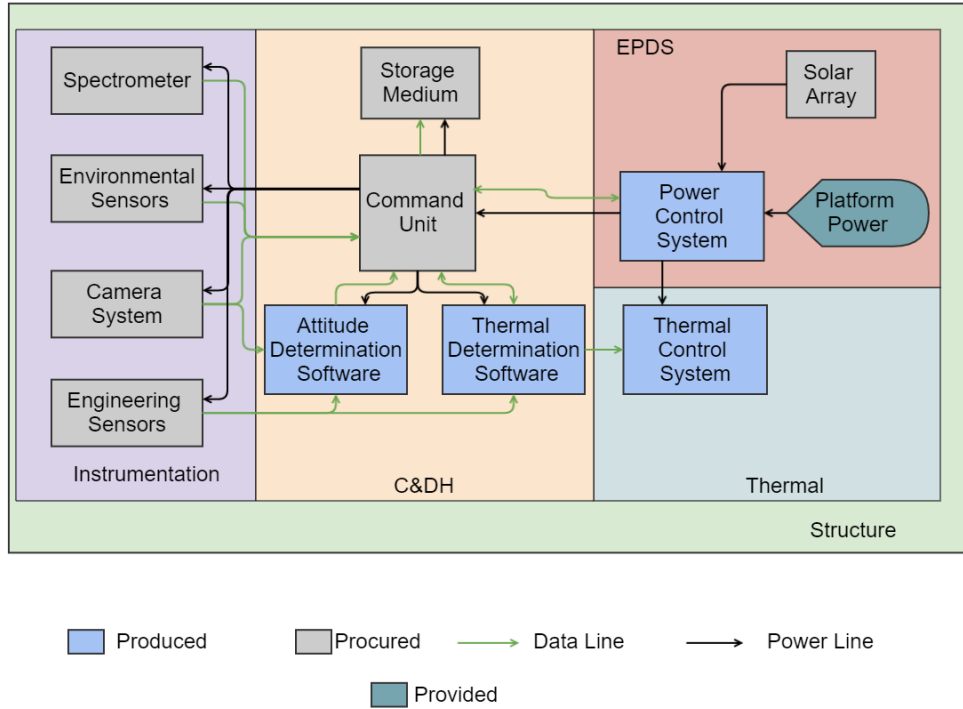 EPDS
Spectrometer
Storage
Medium
Solar
Array
Environmental
Sensors
Command
Unit
Power
Control
System
Platform
Power
Camera
System
Attitude
Determination
Software
Thermal
Determination
Software
Thermal
Control
System
Engineering
Sensors
Instrumentation
C&DH
Thermal
Structure
Produced
Procured
Data Line
Power Line
Provided